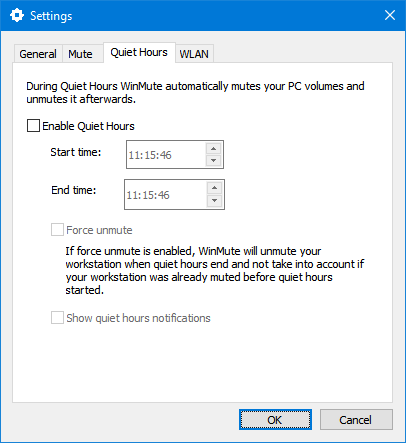 Settings
General Mute Quiet Hours WLAN
During Quiet Hours WinMute automatically mutes your PC volumes and
unmutes it afterwards.
Enable Quiet Hours
Start time: 11:15:46
End time: 11:15:46
Force unmute
If force unmute is enabled, WinMute will unmute your
workstation when quiet hours end and not take into account if
your workstation was already muted before quiet hours
started.
Show quiet hours notifications
OK Cancel